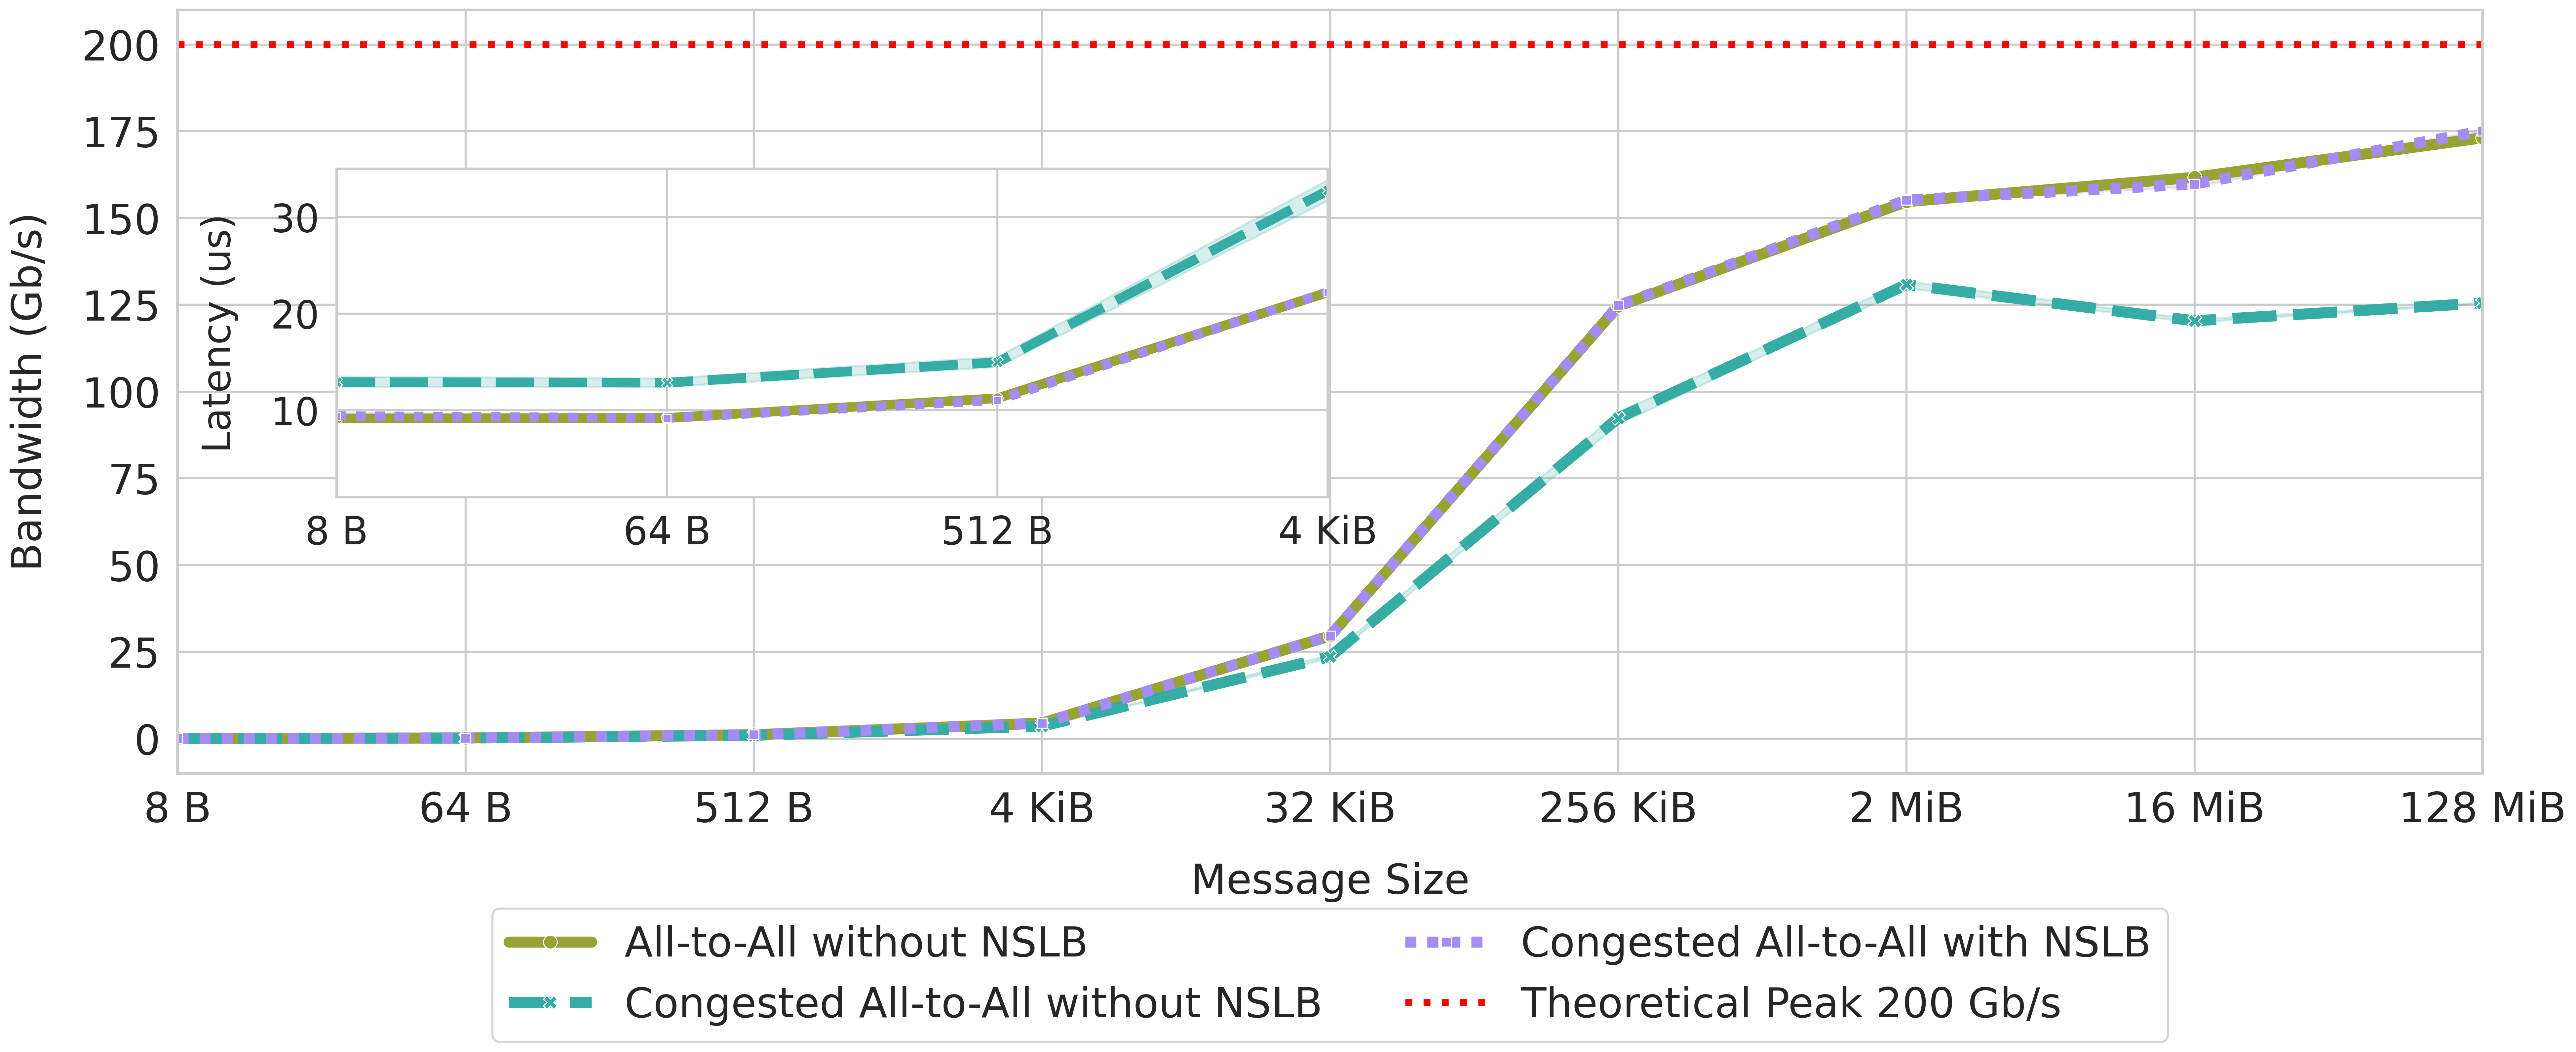 Bandwidth (Gb/s)
200
175
150
125
100
75
50
25
0
Latency (us)
30
20
10
8 B
64 B
512 B
4 KiB
8 B
64 B
512 B
4 KiB
32 KiB
256 KiB
2 MiB
16 MiB
128 MiB
Message Size
All-to-All without NSLB
Congested All-to-All without NSLB
Congested All-to-All with NSLB
Theoretical Peak 200 Gb/s